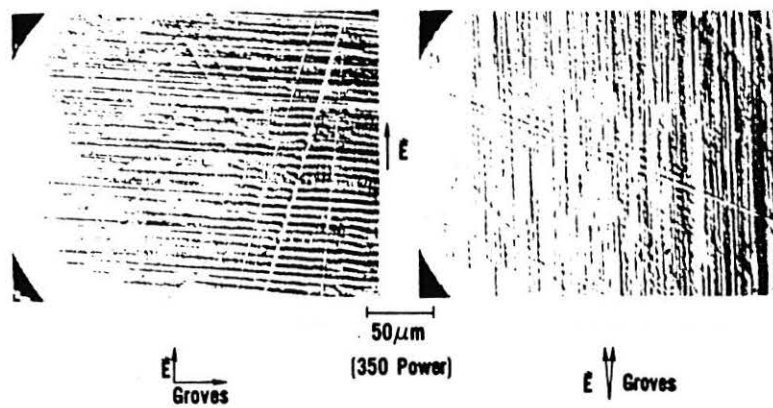 E
50μm
(350 Power)
E
Groves
E Groves